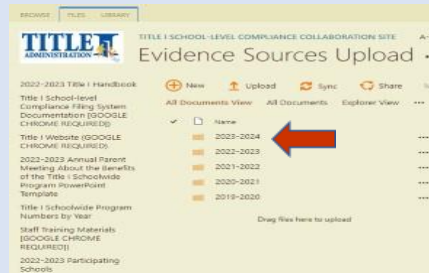 BROWSE FILES LIBRARY
TITLE I
ADMINISTRATION
TITLE I SCHOOL-LEVEL COMPLIANCE COLLABORATION SITE
Evidence Sources Upload
New Upload Sync Share
All Documents View All Documents Explorer View ...
Name
2023-2024
2022-2023
2021-2022
2020-2021
2019-2020
Drag files here to upload
2022-2023 Title I Handbook
Title I School-level
Compliance Filing System
Documentation [GOOGLE
CHROME REQUIRED])
Title I Website (GOOGLE
CHROME REQUIRED)
2022-2023 Annual Parent
Meeting About the Benefits
of the Title I Schoolwide
Program PowerPoint
Template
Title I Schoolwide Program
Numbers by Year
Staff Training Materials
[GOOGLE CHROME
REQUIRED])
2022-2023 Participating
Schools